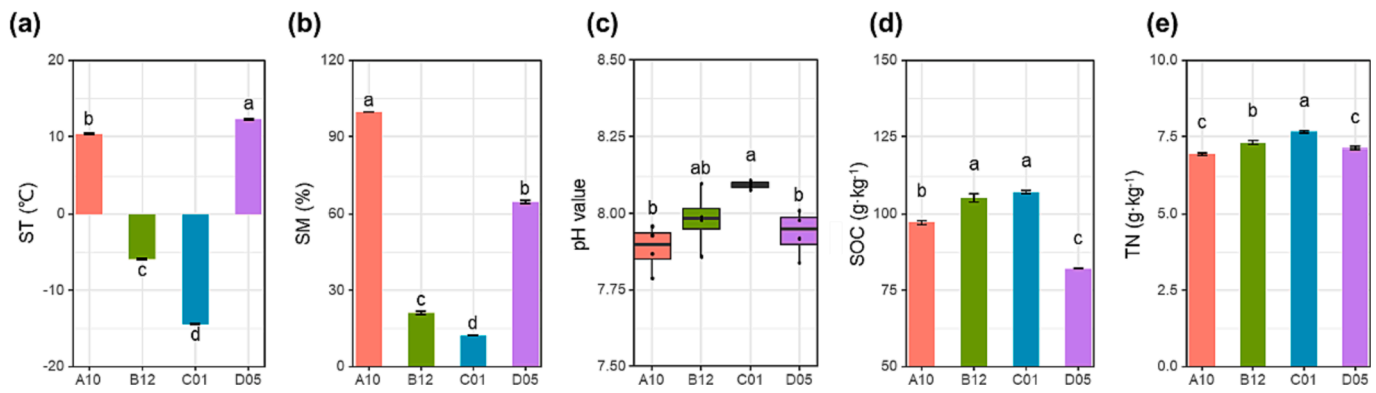 (a)
20
10
0
-10
-20
ST (℃)
b
c
d
a
A10 B12 C01 D05
(b)
120
90
60
30
0
SM (%)
a
c
d
b
A10 B12 C01 D05
(c)
8.50
8.25
8.00
7.75
7.50
pH value
b
ab
a
b
A10 B12 C01 D05
(d)
150
125
100
75
50
SOC (g·kg⁻¹)
b
a
a
c
A10 B12 C01 D05
(e)
10.0
7.5
5.0
2.5
0.0
TN (g·kg⁻¹)
c
b
a
c
A10 B12 C01 D05